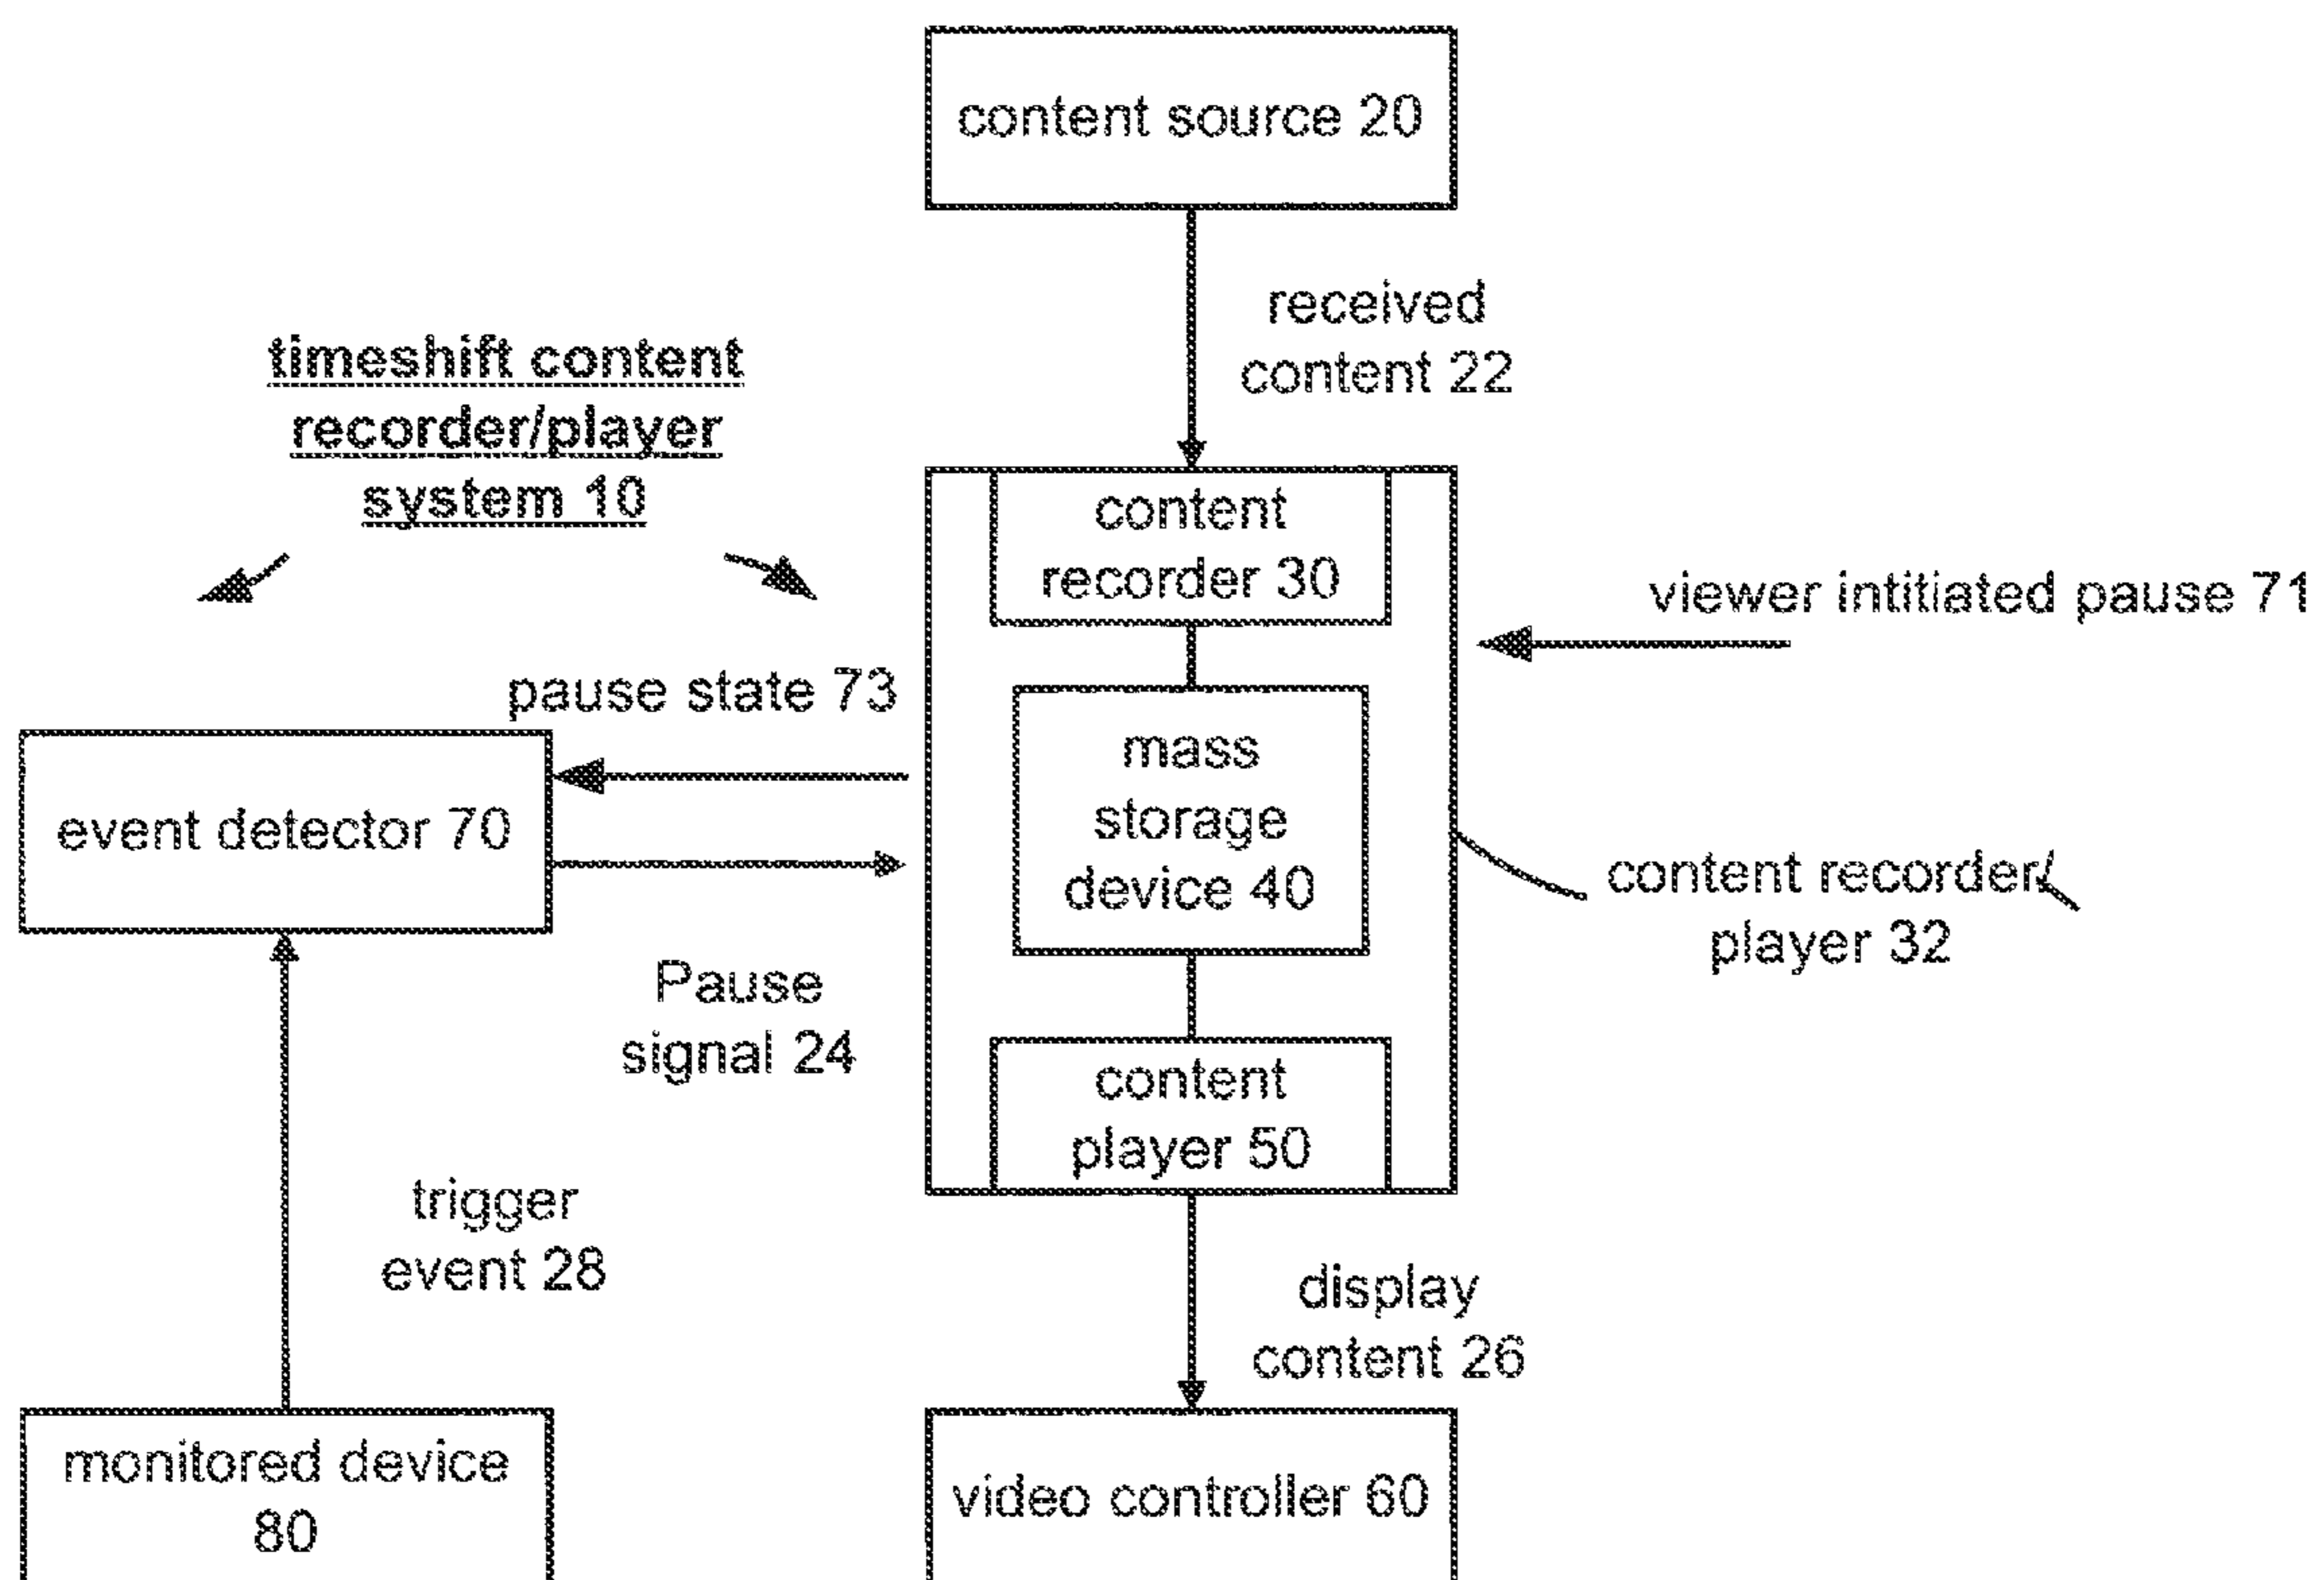 content source 20
received
content 22
timeshift content
recorder/player
system 10
content
recorder 30
viewer intitiated pause 71
pause state 73
mass
storage
device 40
event detector 70
content recorder/
player 32
Pause
signal 24
content
player 50
trigger
event 28
display
content 26
monitored device
80
video controller 60